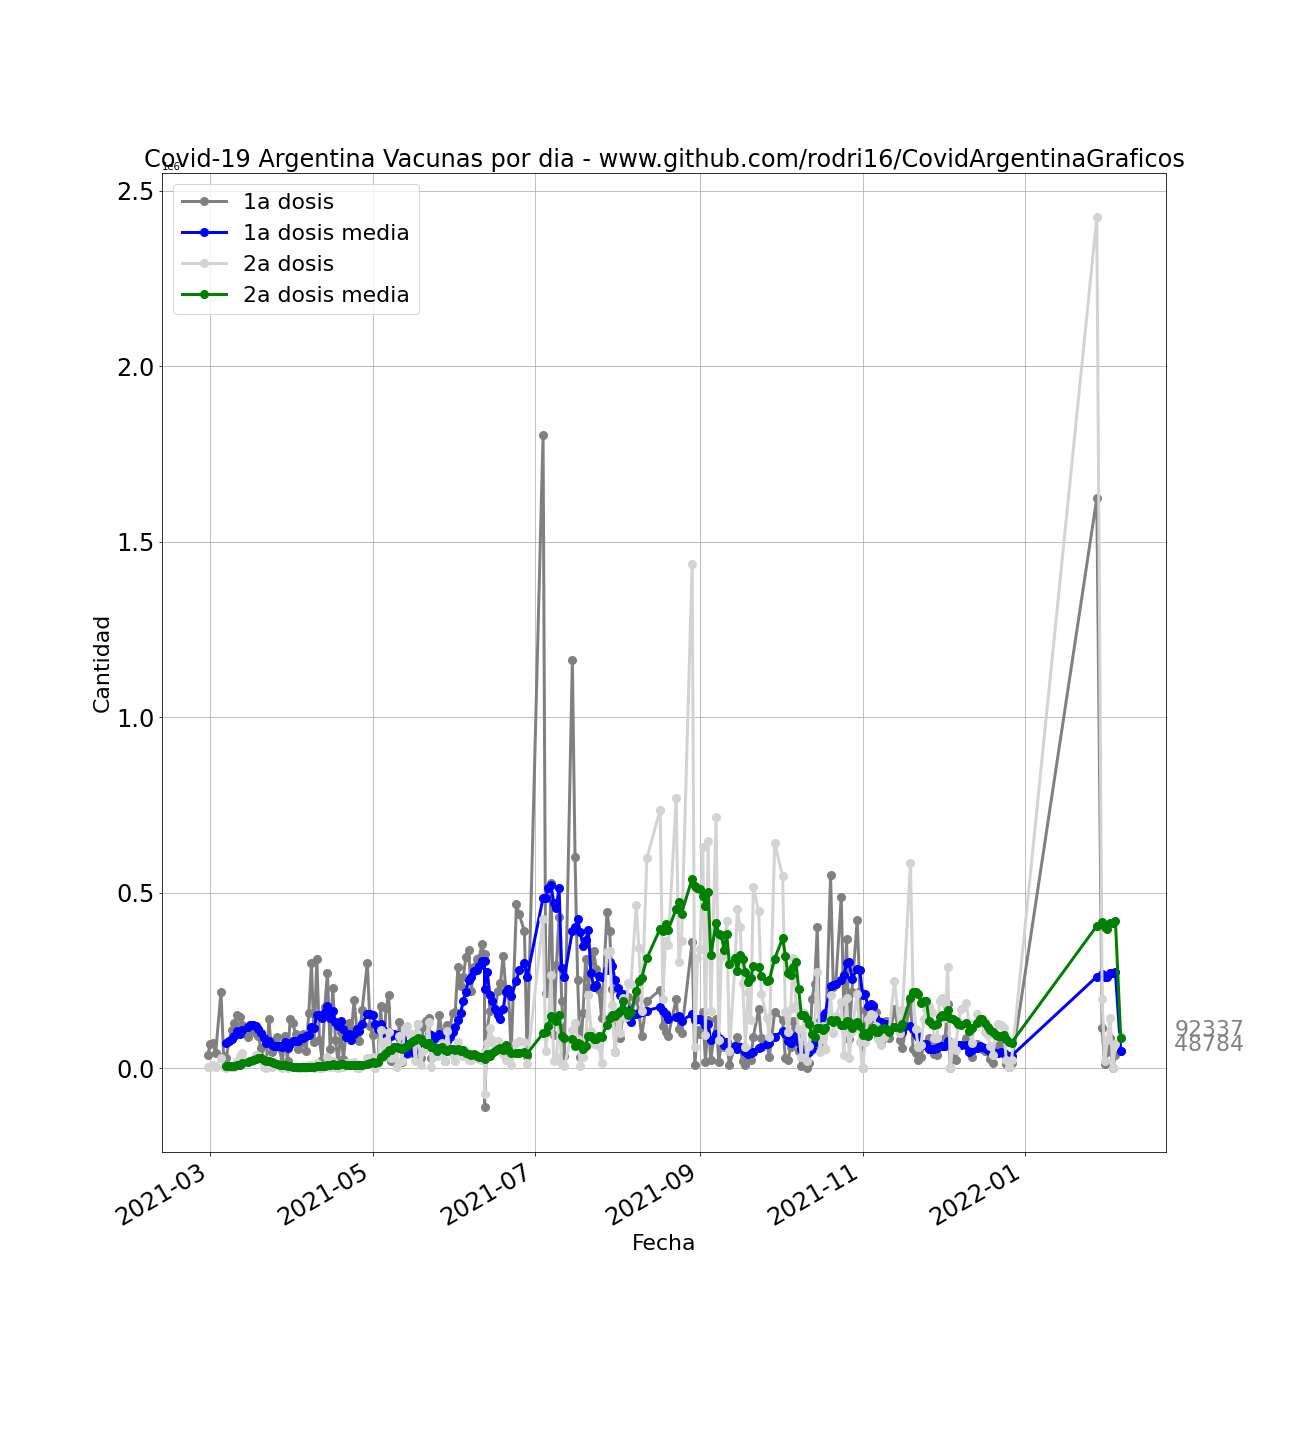 Covid-19 Argentina Vacunas por dia - www.github.com/rodri16/CovidArgentinaGraficos
1e6
1a dosis
1a dosis media
2a dosis
2a dosis media
2.5
2.0
1.5
1.0
0.5
0.0
Cantidad
92337
48784
2021-03
2021-05
2021-07
2021-09
2021-11
2022-01
Fecha